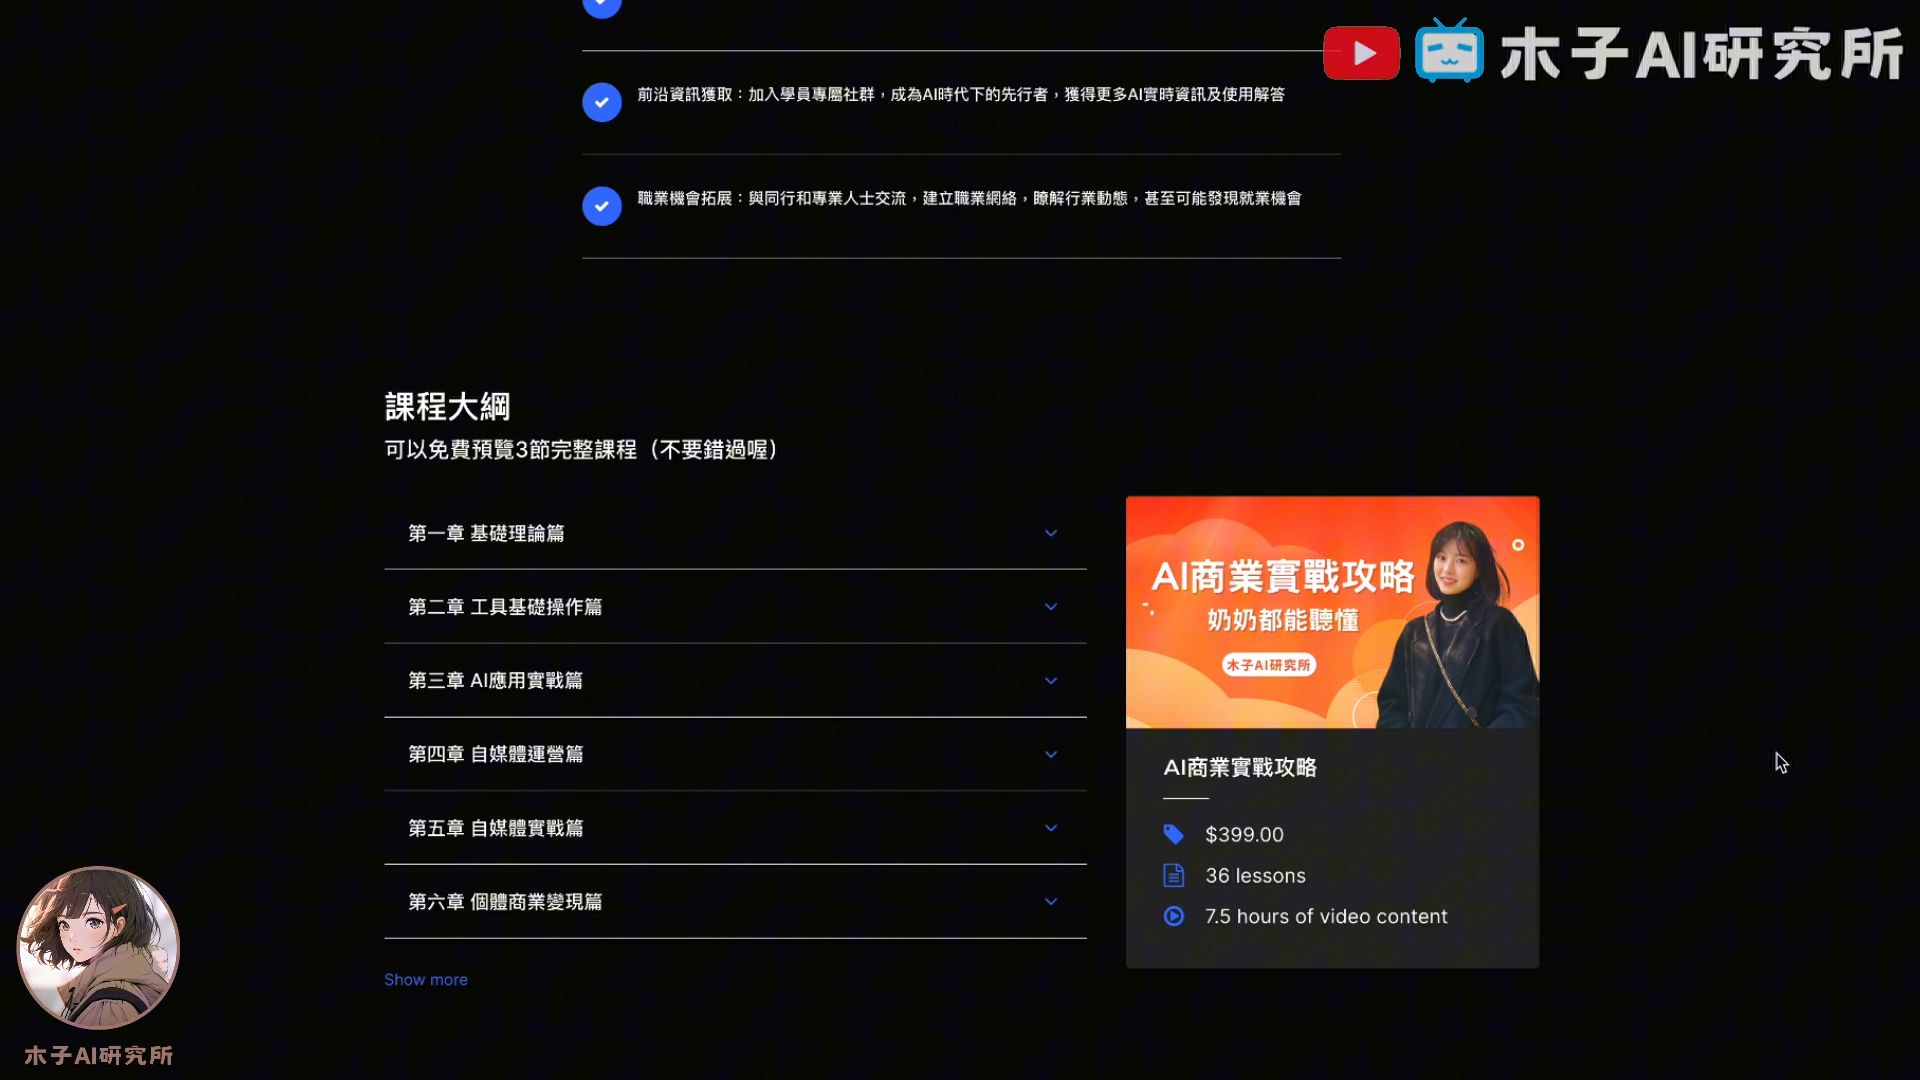 木子AI研究所
前沿資訊獲取：加入學員專屬社群，成為AI時代下的先行者，獲得更多AI實時資訊及使用解答
職業機會拓展：與同行和專業人士交流，建立職業網絡，瞭解行業動態，甚至可能發現就業機會
課程大綱
可以免費預覽3節完整課程（不要錯過喔）
第一章 基礎理論篇
第二章 工具基礎操作篇
第三章 AI應用實戰篇
第四章 自媒體運營篇
第五章 自媒體實戰篇
第六章 個體商業變現篇
Show more
AI商業實戰攻略
奶奶都能聽懂
木子AI研究所
AI商業實戰攻略
$399.00
36 lessons
7.5 hours of video content
木子AI研究所